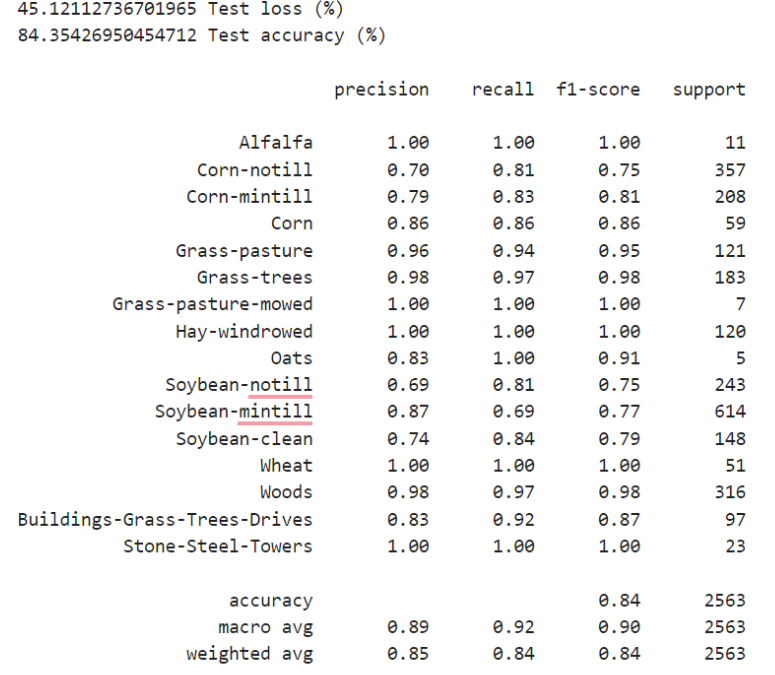 45.12112736701965 Test loss (%)
84.35426950454712 Test accuracy (%)
precision recall f1-score support
Alfalfa 1.00 1.00 1.00 11
Corn-notill 0.70 0.81 0.75 357
Corn-mintill 0.79 0.83 0.81 208
Corn 0.86 0.86 0.86 59
Grass-pasture 0.96 0.94 0.95 121
Grass-trees 0.98 0.97 0.98 183
Grass-pasture-mowed 1.00 1.00 1.00 7
Hay-windrowed 1.00 1.00 1.00 120
Oats 0.83 1.00 0.91 5
Soybean-notill 0.69 0.81 0.75 243
Soybean-mintill 0.87 0.69 0.77 614
Soybean-clean 0.74 0.84 0.79 148
Wheat 1.00 1.00 1.00 51
Woods 0.98 0.97 0.98 316
Buildings-Grass-Trees-Drives 0.83 0.92 0.87 97
Stone-Steel-Towers 1.00 1.00 1.00 23
accuracy 0.84 2563
macro avg 0.89 0.92 0.90 2563
weighted avg 0.85 0.84 0.84 2563